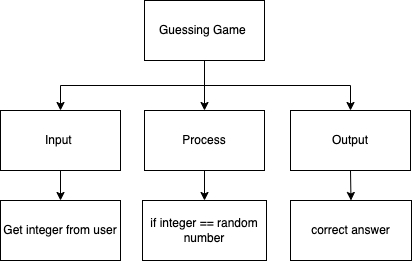 Guessing Game
Input
Process
Output
Get integer from user
if integer == random
number
correct answer